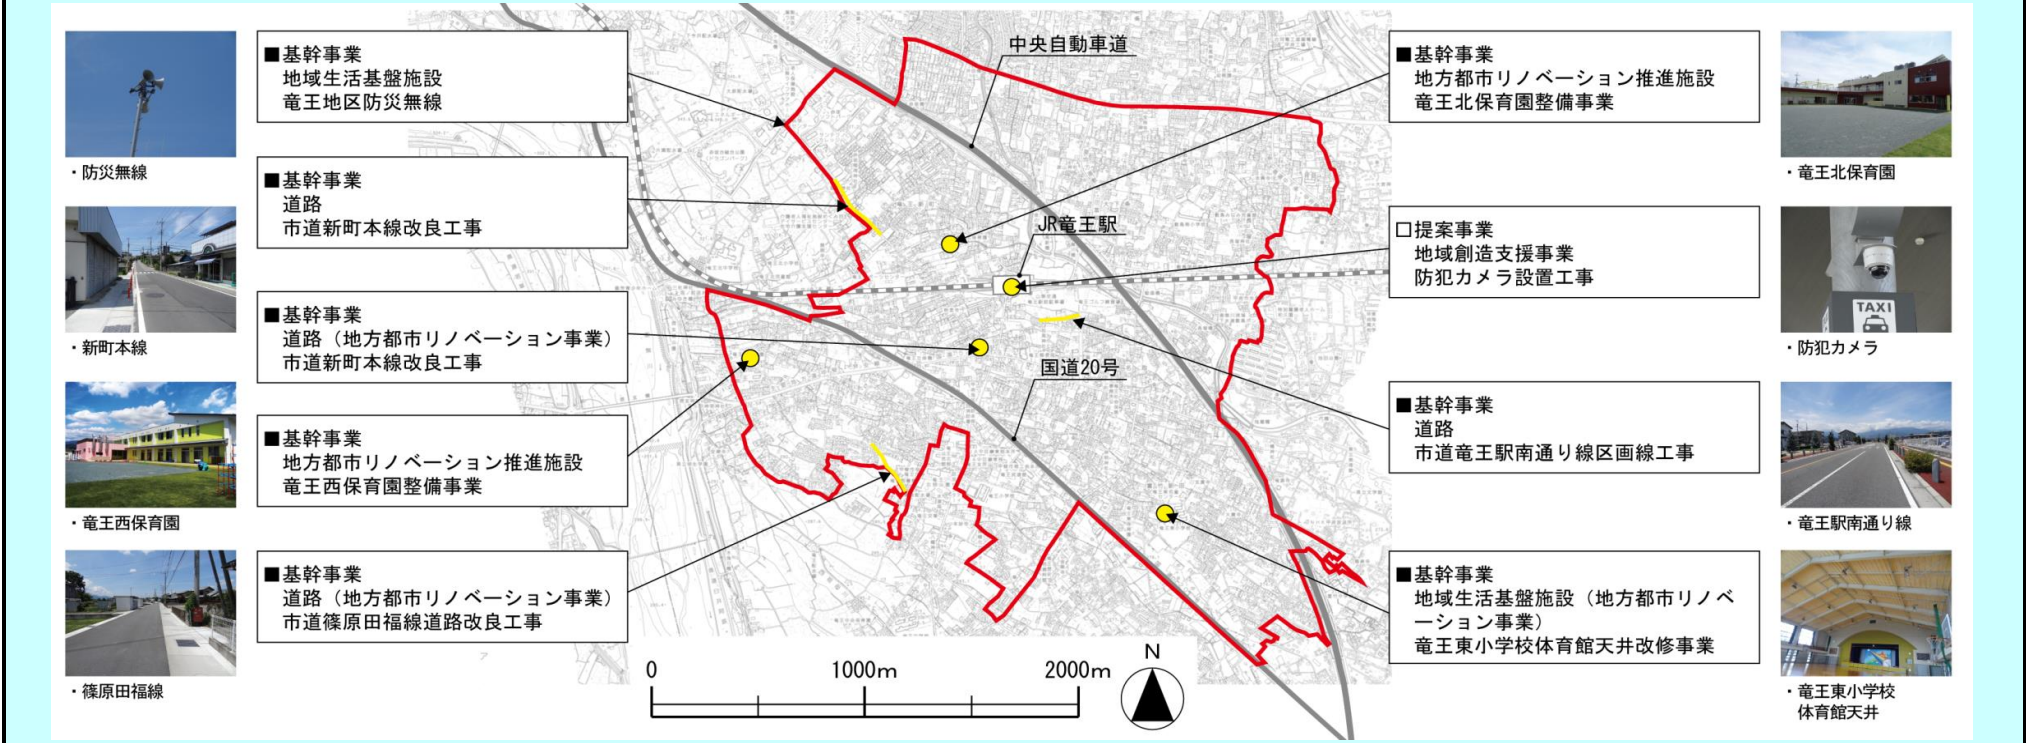 ■基幹事業
地域生活基盤施設
竜王地区防災無線
・防災無線
■基幹事業
道路
市道新町本線改良工事
・新町本線
■基幹事業
道路（地方都市リノベーション事業）
市道新町本線改良工事
■基幹事業
地方都市リノベーション推進施設
竜王西保育園整備事業
・竜王西保育園
■基幹事業
道路（地方都市リノベーション事業）
市道篠原田福線道路改良工事
・篠原田福線
中央自動車道
JR竜王駅
国道20号
0 1000m 2000m
N
■基幹事業
地方都市リノベーション推進施設
竜王北保育園整備事業
・竜王北保育園
□提案事業
地域創造支援事業
防犯カメラ設置工事
TAXI
・防犯カメラ
■基幹事業
道路
市道竜王駅南通り線区画線工事
・竜王駅南通り線
■基幹事業
地域生活基盤施設（地方都市リノベ
ーション事業）
竜王東小学校体育館天井改修事業
・竜王東小学校
体育館天井